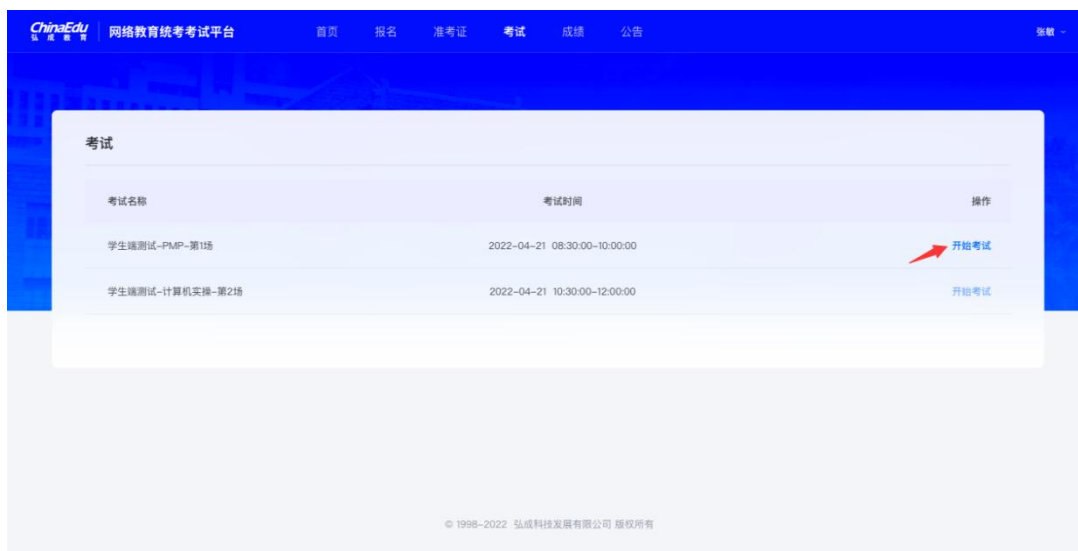 ChinaEdu 弘成教育 网络教育统考考试平台 首页 报名 准考证 考试 成绩 公告 张敏
考试
考试名称 考试时间 操作
学生端测试-PMP-第1场 2022-04-21 08:30:00-10:00:00 开始考试
学生端测试-计算机实操-第2场 2022-04-21 10:30:00-12:00:00 开始考试
© 1998-2022 弘成科技发展有限公司 版权所有